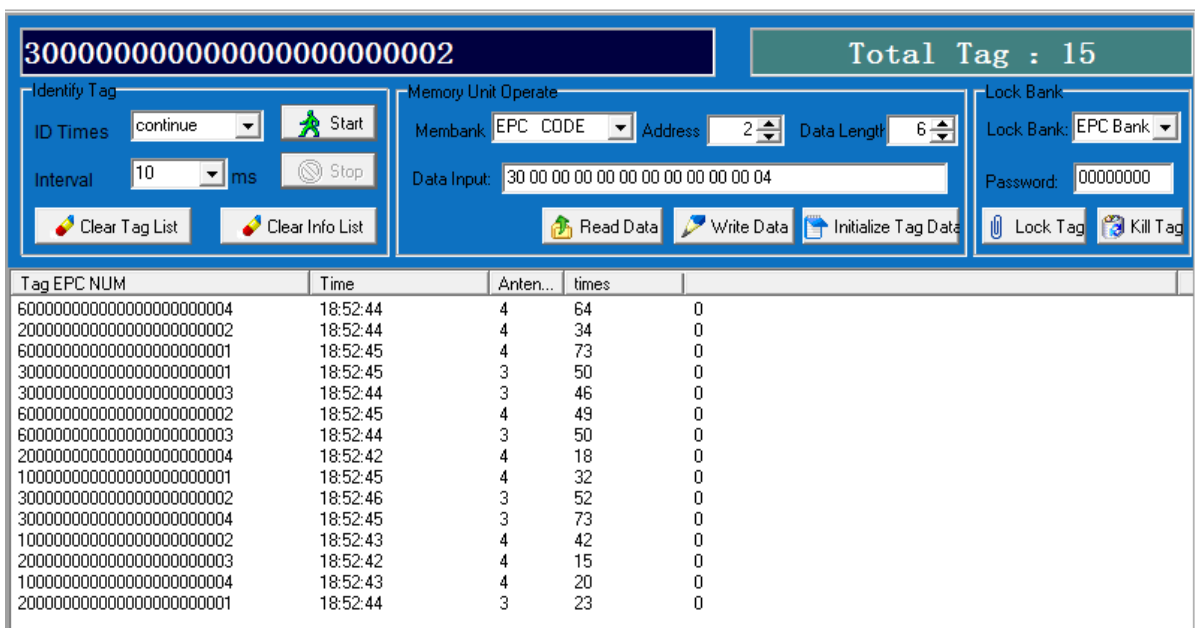 300000000000000000000002 Total Tag : 15
Identify Tag Memory Unit Operate Lock Bank
ID Times continue Start Membank EPC CODE Address 2 Data Length 6 Lock Bank: EPC Bank
Interval 10 ms Stop Data Input: 30 00 00 00 00 00 00 00 00 00 00 04 Password: 00000000
Clear Tag List Clear Info List Read Data Write Data Initialize Tag Data Lock Tag Kill Tag
Tag EPC NUM Time Anten... times
600000000000000000000004 18:52:44 4 64 0
200000000000000000000002 18:52:44 4 34 0
600000000000000000000001 18:52:45 4 73 0
300000000000000000000001 18:52:45 3 50 0
300000000000000000000003 18:52:44 3 46 0
600000000000000000000002 18:52:45 4 49 0
600000000000000000000003 18:52:44 3 50 0
200000000000000000000004 18:52:42 4 18 0
100000000000000000000001 18:52:45 4 32 0
300000000000000000000002 18:52:46 3 52 0
300000000000000000000004 18:52:45 3 73 0
100000000000000000000002 18:52:43 4 42 0
200000000000000000000003 18:52:42 4 15 0
100000000000000000000004 18:52:43 4 20 0
200000000000000000000001 18:52:44 3 23 0